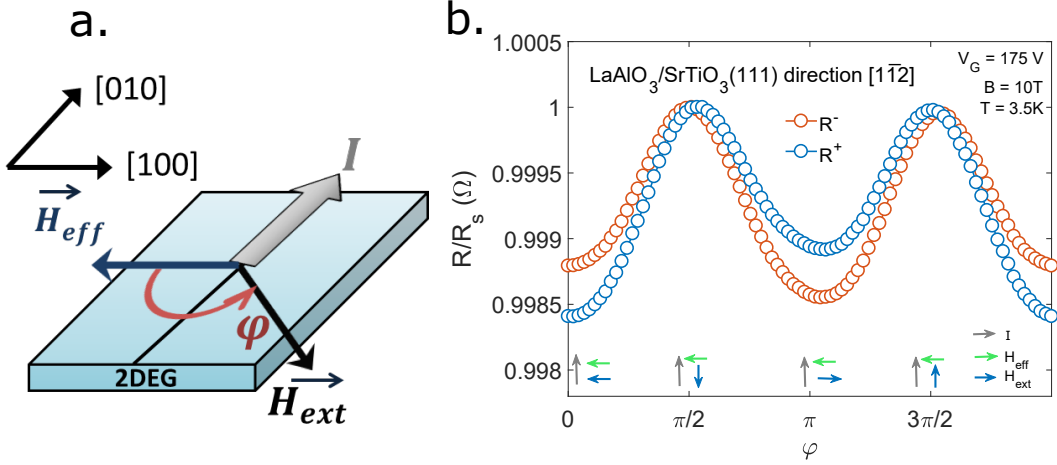 a.
[010]
[100]
I
H_eff
φ
2DEG
H_ext
b.
LaAlO₃/SrTiO₃(111) direction [11̅2]
V_G = 175 V
B = 10T
T = 3.5K
R⁻
R⁺
R/R_s (Ω)
1.0005
1
0.9995
0.999
0.9985
0.998
I
H_eff
H_ext
0
π/2
π
3π/2
φ